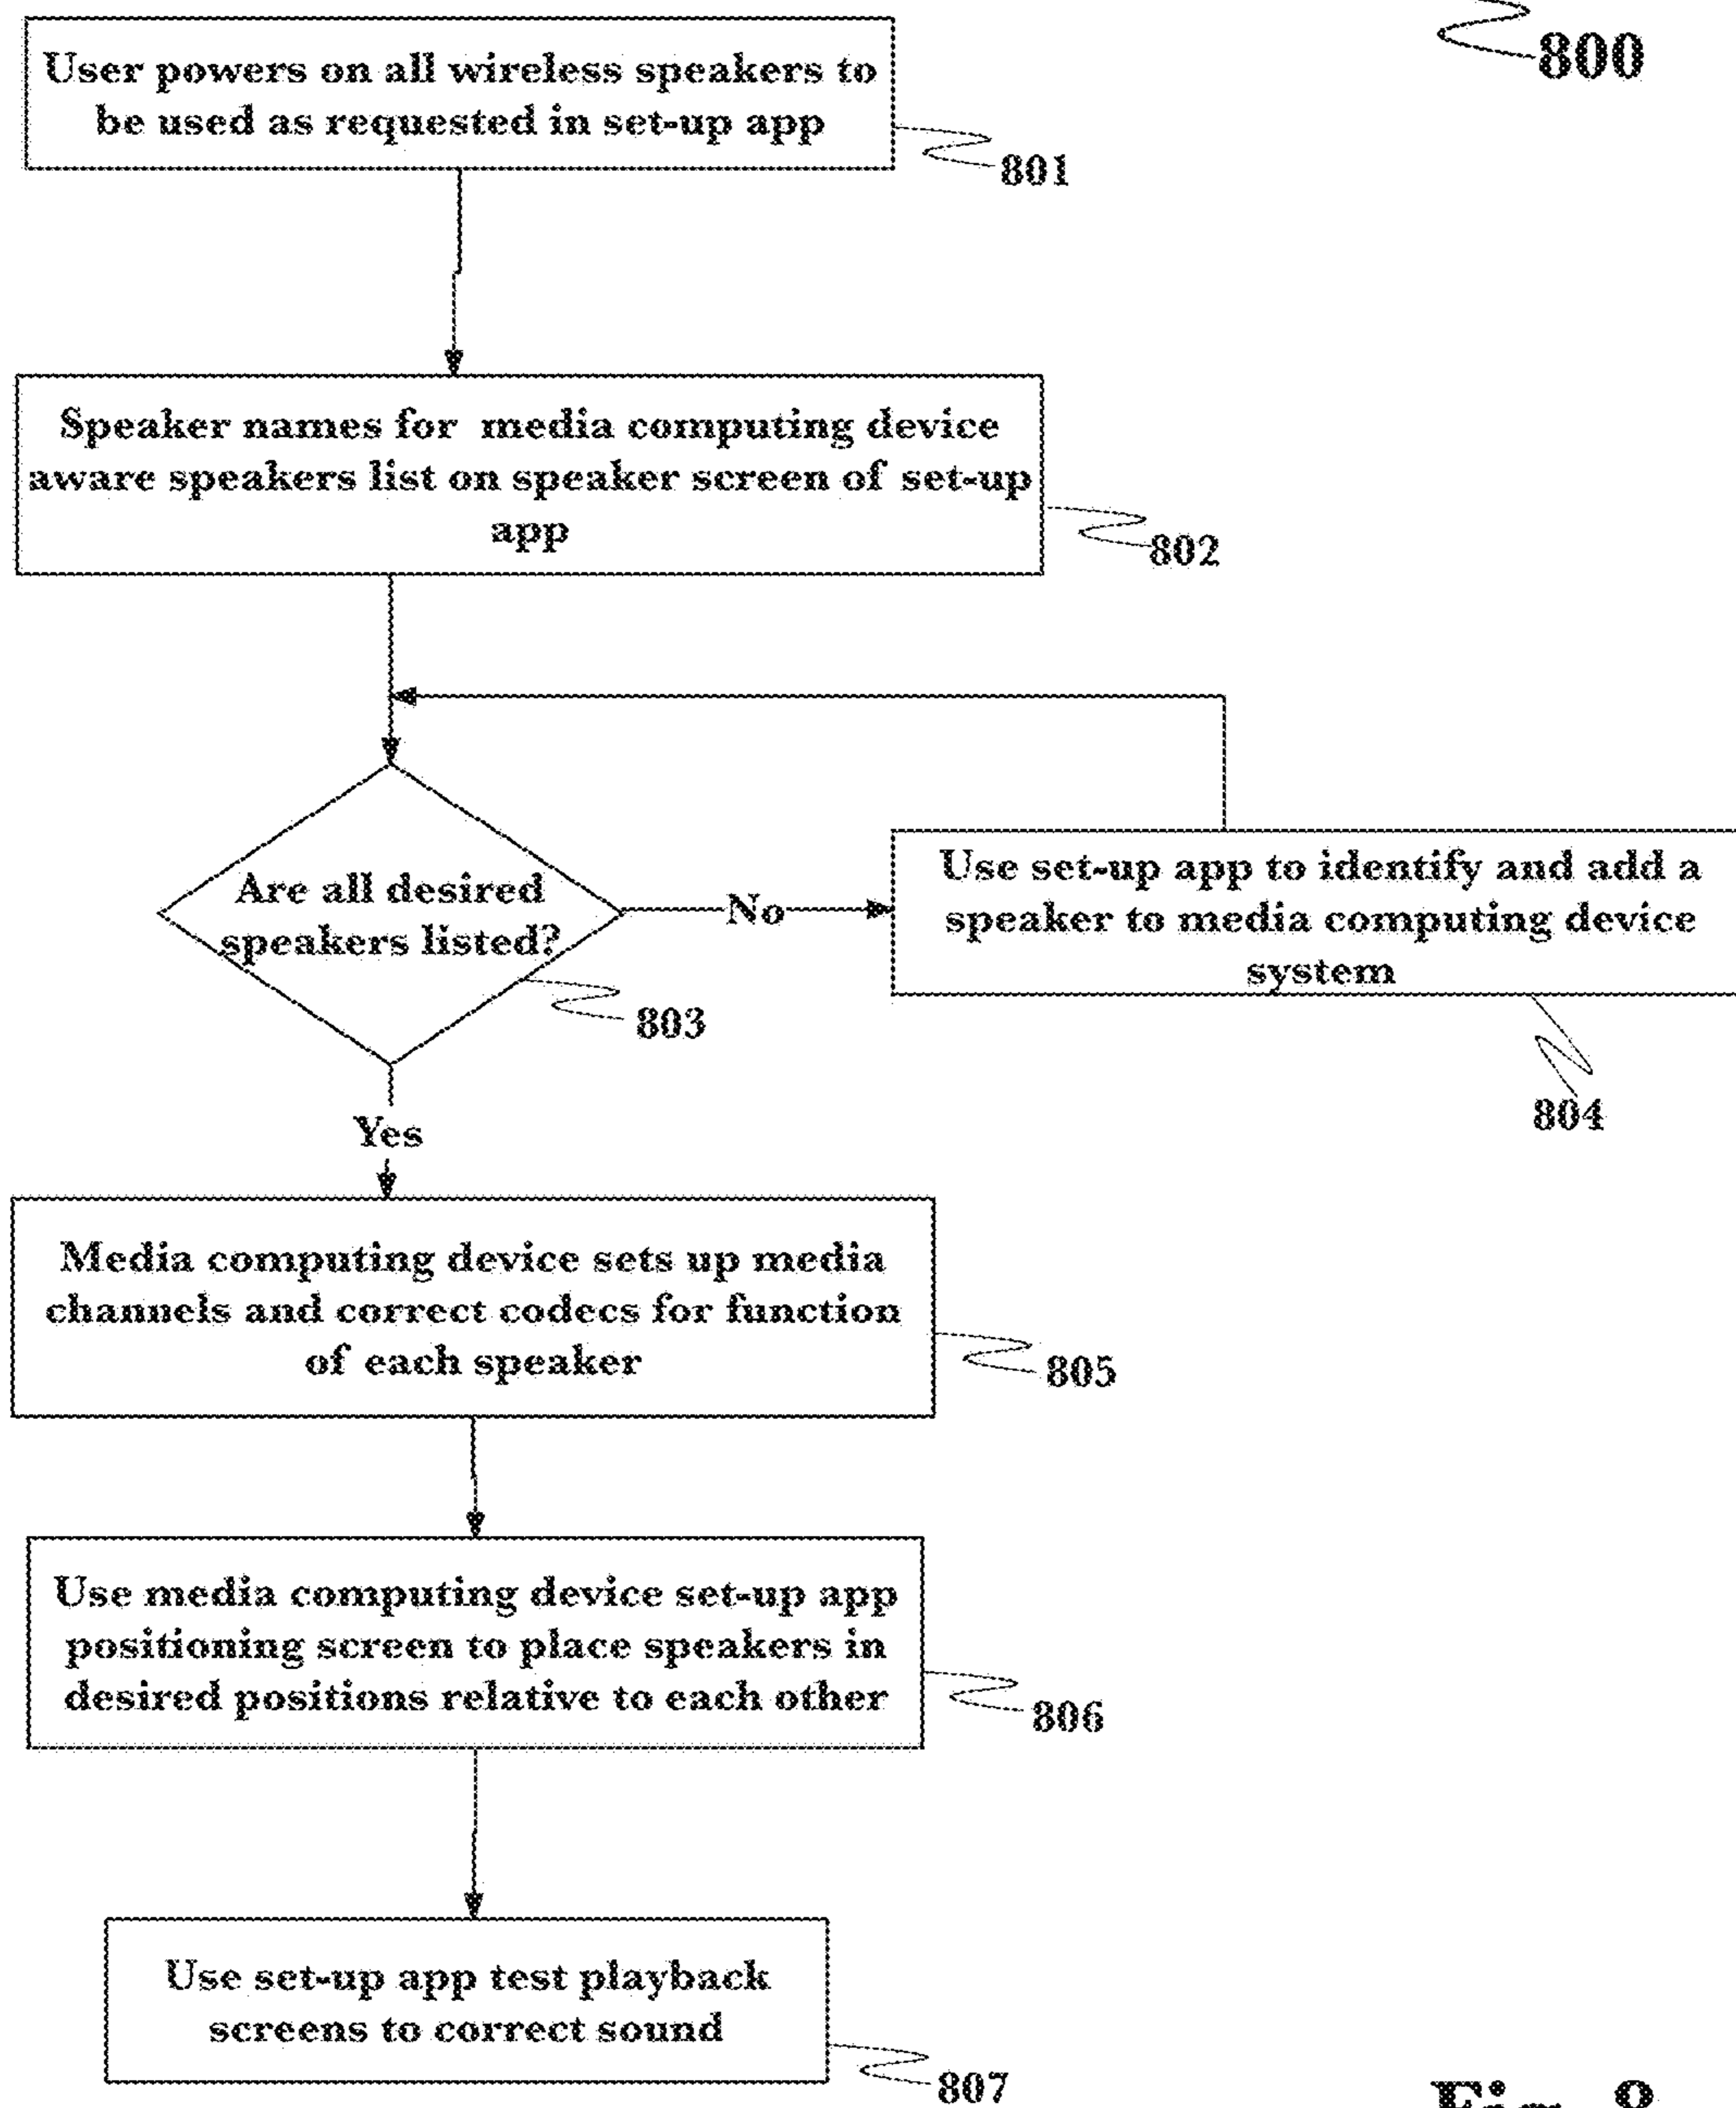 800
User powers on all wireless speakers to
be used as requested in set-up app
801
Speaker names for media computing device
aware speakers list on speaker screen of set-up
app
802
Are all desired
speakers listed?
803
No
Use set-up app to identify and add a
speaker to media computing device
system
804
Yes
Media computing device sets up media
channels and correct codecs for function
of each speaker
805
Use media computing device set-up app
positioning screen to place speakers in
desired positions relative to each other
806
Use set-up app test playback
screens to correct sound
807
Fig. 8